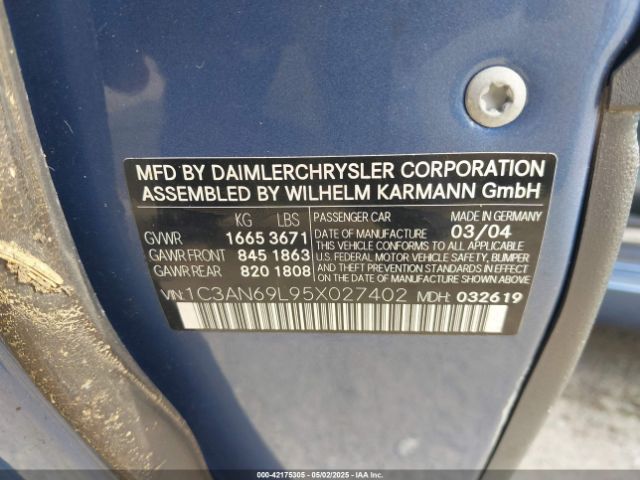 MFD BY DAIMLERCHRYSLER CORPORATION
ASSEMBLED BY WILHELM KARMANN GmbH
KG LBS
GVWR 1665 3671
GAWR FRONT 845 1863
GAWR REAR 820 1808
PASSENGER CAR MADE IN GERMANY
DATE OF MANUFACTURE 03/04
THIS VEHICLE CONFORMS TO ALL APPLICABLE
U.S. FEDERAL MOTOR VEHICLE SAFETY, BUMPER
AND THEFT PREVENTION STANDARDS IN EFFECT
ON THE DATE OF MANUFACTURE SHOWN ABOVE.
VIN: 1C3AN69L95X027402 MDH: 032619
000-42175305 05/02/2025 IAAI.COM